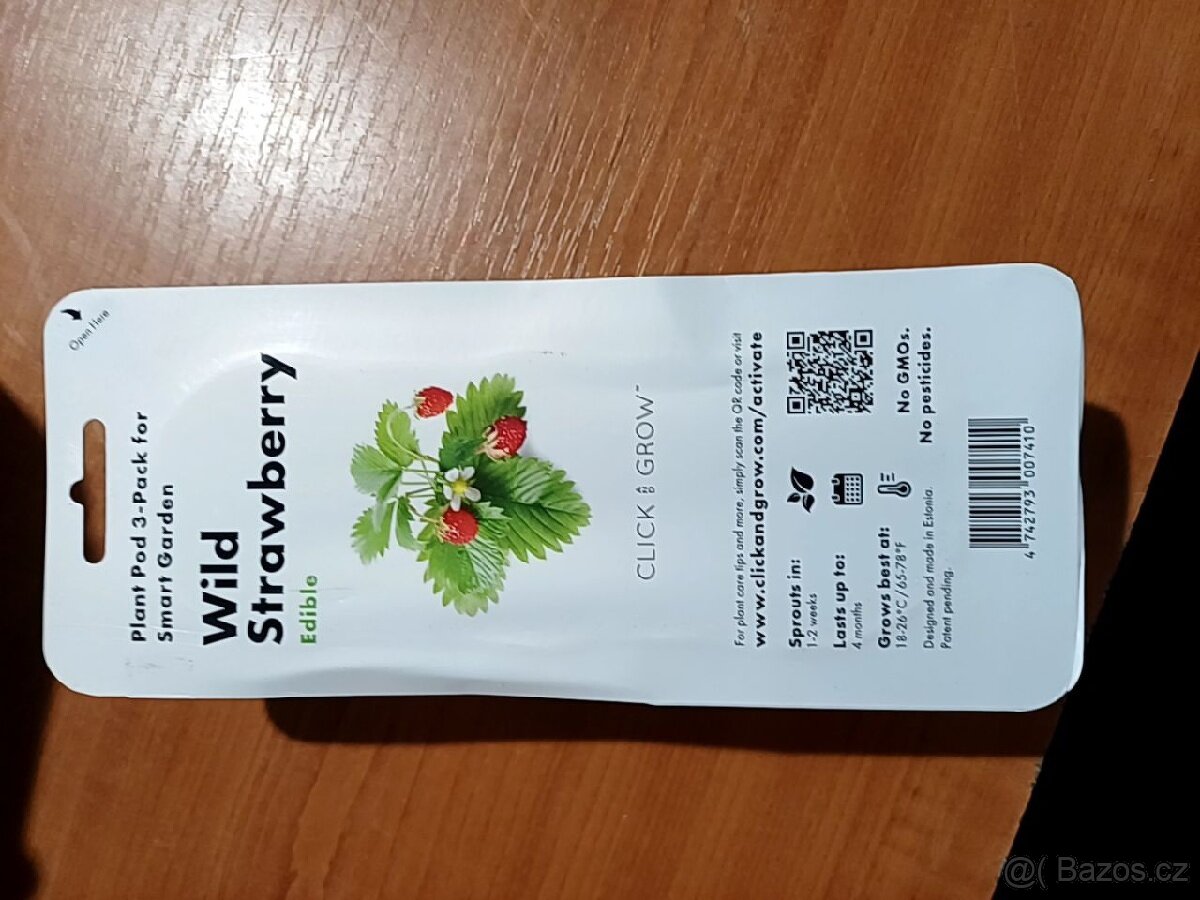 Open Here
Plant Pod 3-Pack for
Smart Garden
Wild
Strawberry
Edible
CLICK & GROW™
For plant care tips and more, simply scan the QR code or visit
www.clickandgrow.com/activate
Sprouts in:
1-2 weeks
Lasts up to:
4 months
Grows best at:
18-26°C/65-78°F
No GMOs.
No pesticides.
Designed and made in Estonia.
Patent pending.
4 742793 007410
@( Bazos.cz